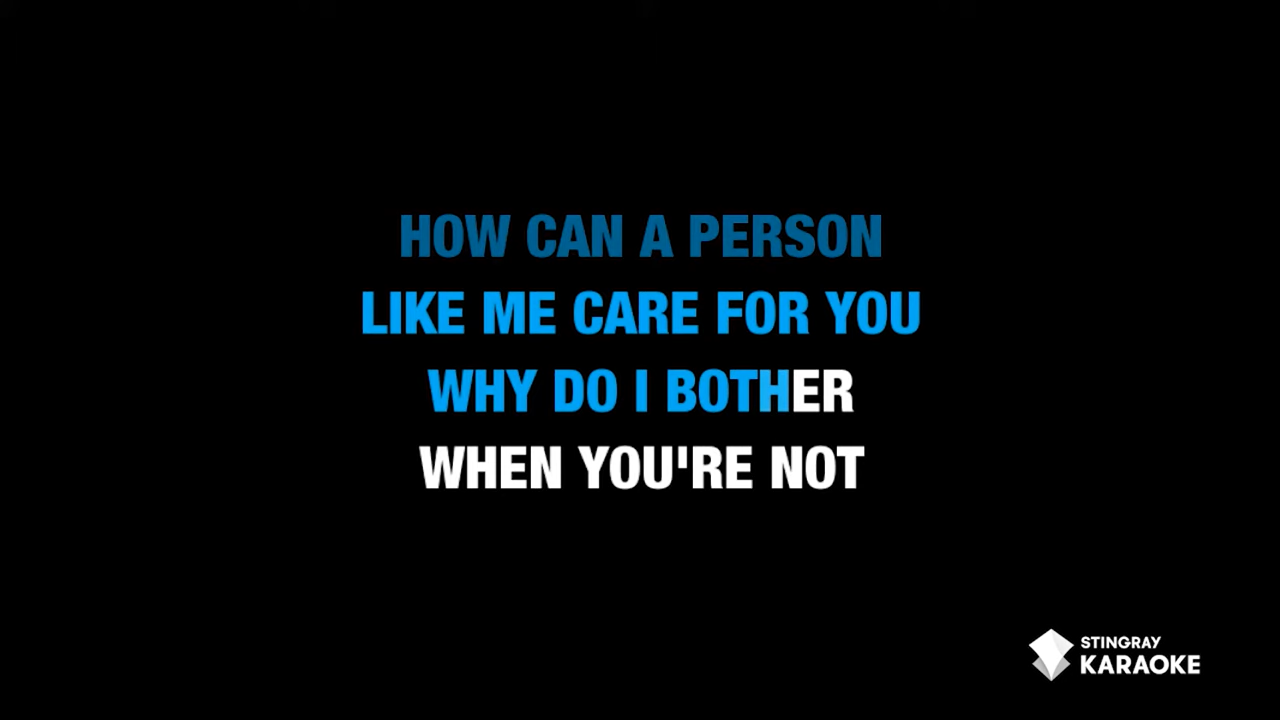 HOW CAN A PERSON
LIKE ME CARE FOR YOU
WHY DO I BOTHER
WHEN YOU'RE NOT
STINGRAY
KARAOKE